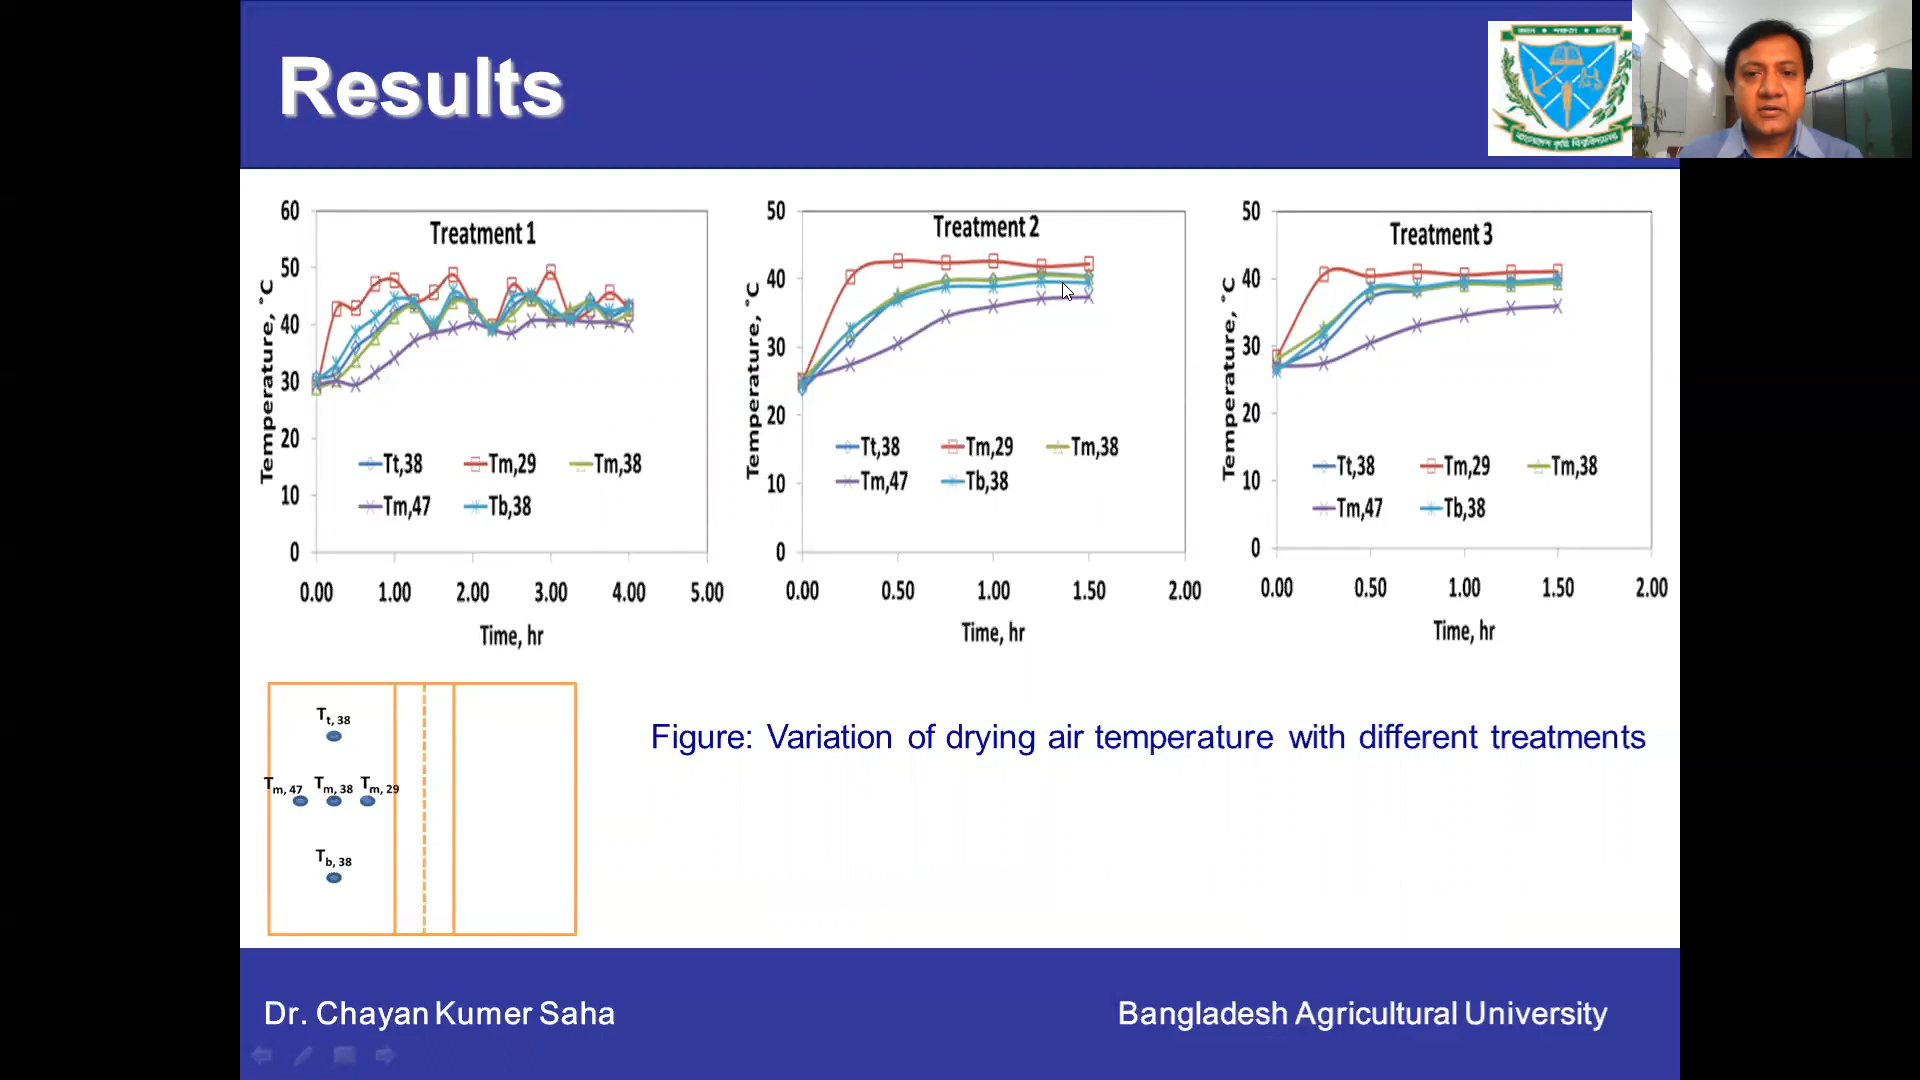 Results
Treatment 1
60
50
40
30
20
10
0
Temperature, °C
Tt,38 Tm,29 Tm,38
Tm,47 Tb,38
0.00 1.00 2.00 3.00 4.00 5.00
Time, hr
Treatment 2
50
40
30
20
10
0
Temperature, °C
Tt,38 Tm,29 Tm,38
Tm,47 Tb,38
0.00 0.50 1.00 1.50 2.00
Time, hr
Treatment 3
50
40
30
20
10
0
Temperature, °C
Tt,38 Tm,29 Tm,38
Tm,47 Tb,38
0.00 0.50 1.00 1.50 2.00
Time, hr
Tt, 38
Tm, 47 Tm, 38 Tm, 29
Tb, 38
Figure: Variation of drying air temperature with different treatments
Dr. Chayan Kumer Saha
Bangladesh Agricultural University